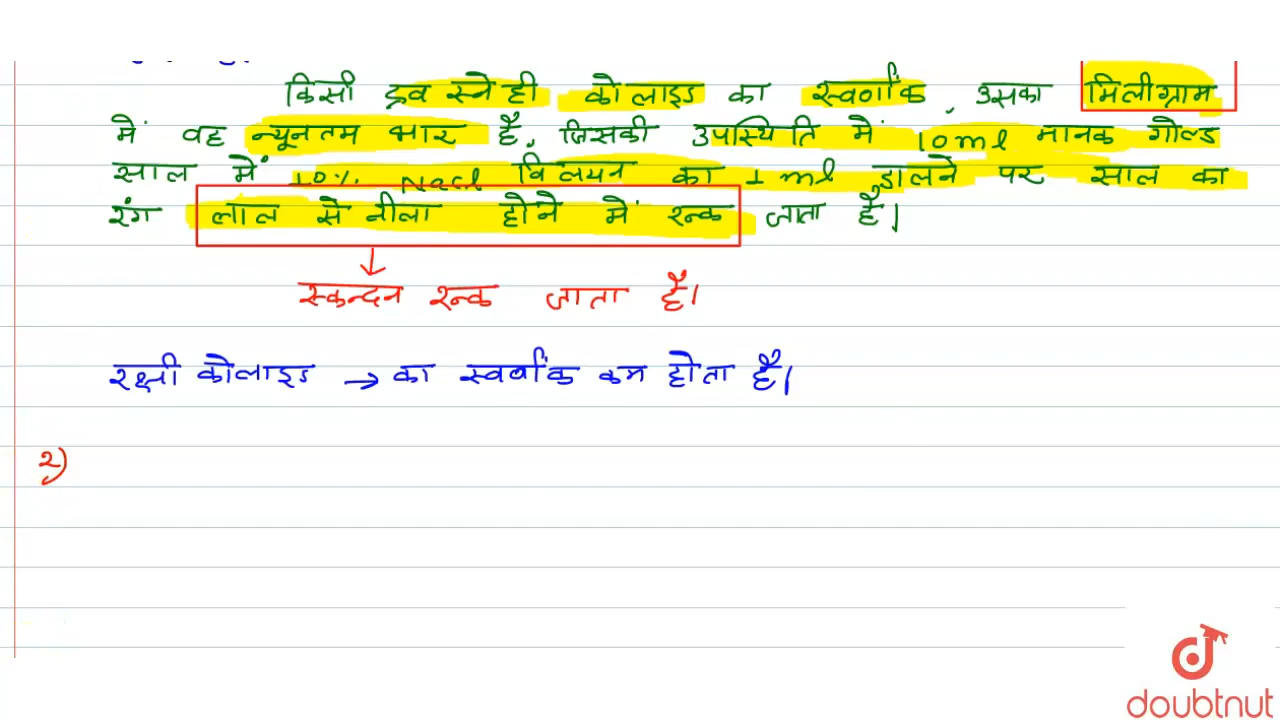 किसी द्रव स्नेही कोलाइड का स्वर्णांक, उसका मिलीग्राम
में वह न्यूनतम भार है, जिसकी उपस्थिति में 10ml मानक गोल्ड
साल में 10% Nacl विलयन का 1 ml डालने पर साल का
रंग लाल से नीला होने में रुक जाता है।
↓
स्कन्दन रुक जाता है।
रक्षी कोलाइड → का स्वर्णांक कम होता है।
2)
doubtnut